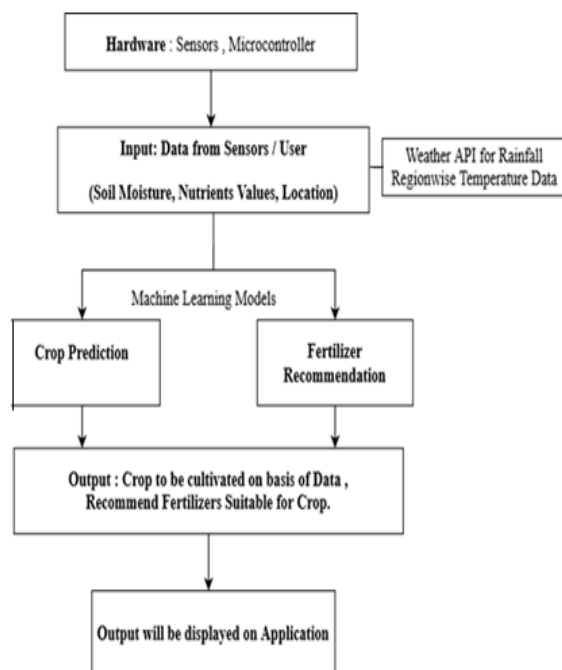 Hardware : Sensors , Microcontroller
Input: Data from Sensors / User
(Soil Moisture, Nutrients Values, Location)
Weather API for Rainfall
Regionwise Temperature Data
Machine Learning Models
Crop Prediction
Fertilizer
Recommendation
Output : Crop to be cultivated on basis of Data ,
Recommend Fertilizers Suitable for Crop.
Output will be displayed on Application